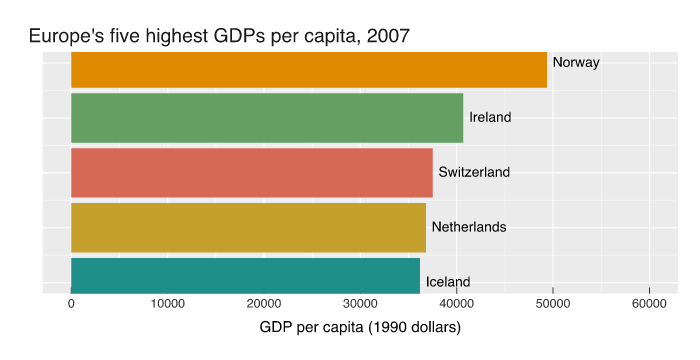 Europe's five highest GDPs per capita, 2007
Norway
Ireland
Switzerland
Netherlands
Iceland
0 10000 20000 30000 40000 50000 60000
GDP per capita (1990 dollars)